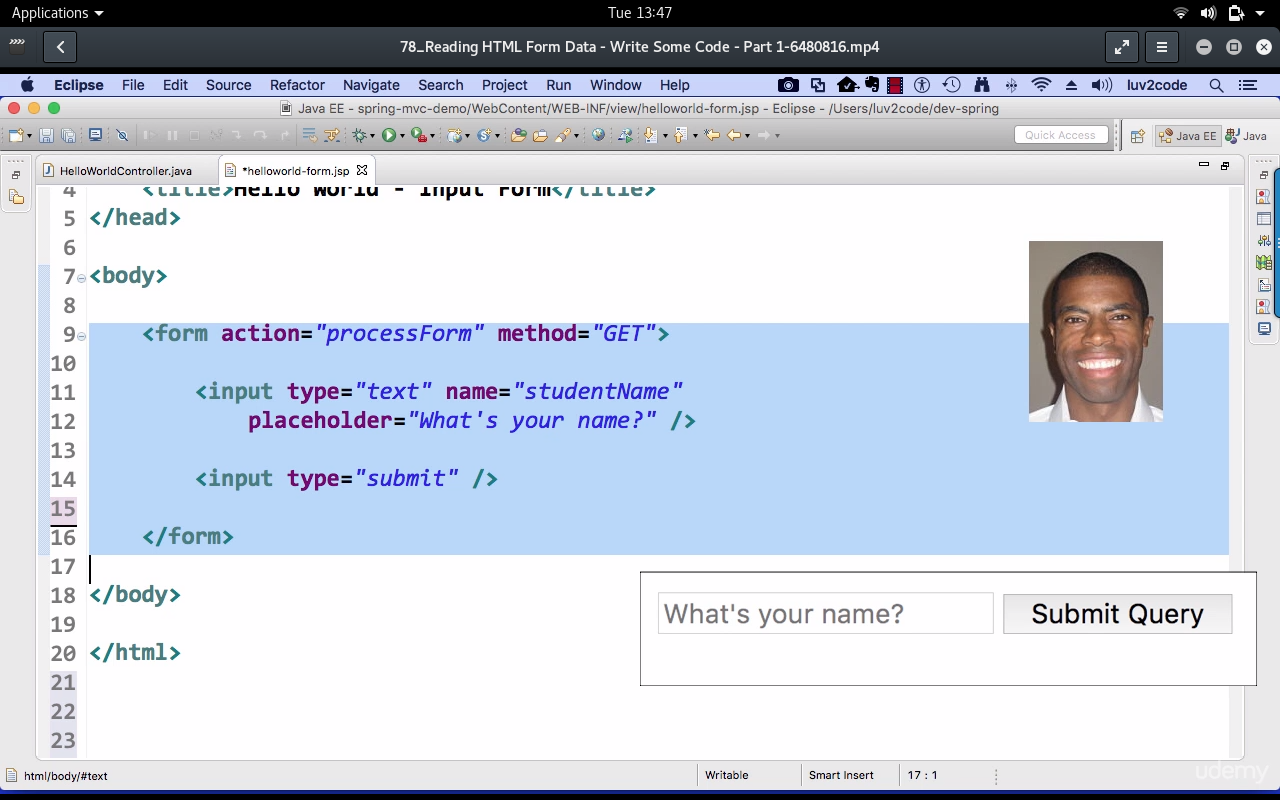 Applications
Tue 13:47
78_Reading HTML Form Data - Write Some Code - Part 1-6480816.mp4
Eclipse File Edit Source Refactor Navigate Search Project Run Window Help luv2code
Java EE - spring-mvc-demo/WebContent/WEB-INF/view/helloworld-form.jsp - Eclipse - /Users/luv2code/dev-spring
Quick Access Java EE Java
HelloWorldController.java *helloworld-form.jsp
4 <title>Hello World - Input Form</title>
5 </head>
6
7 <body>
8
9 <form action="processForm" method="GET">
10
11 <input type="text" name="studentName"
12 placeholder="What's your name?" />
13
14 <input type="submit" />
15
16 </form>
17
18 </body>
19
20 </html>
21
22
23
What's your name? Submit Query
html/body/#text Writable Smart Insert 17 : 1
udemy